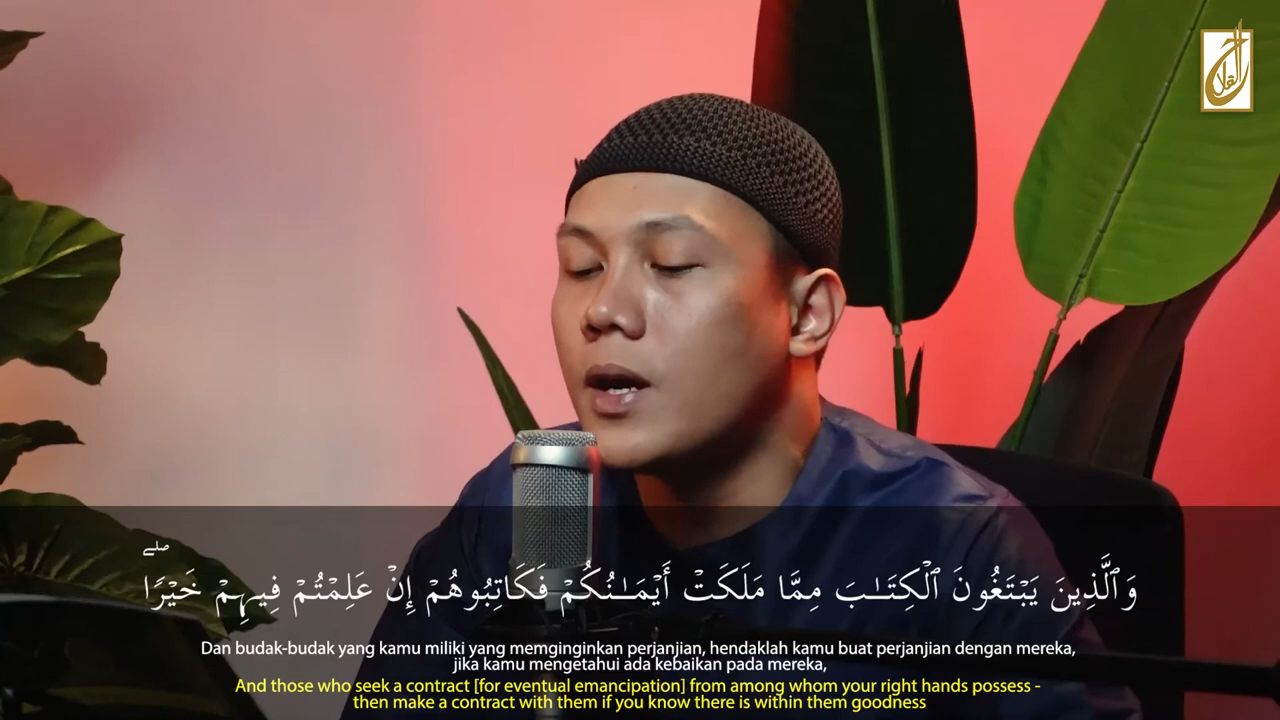 وَٱلَّذِينَ يَبْتَغُونَ ٱلْكِتَـٰبَ مِمَّا مَلَكَتْ أَيْمَـٰنُكُمْ فَكَاتِبُوهُمْ إِنْ عَلِمْتُمْ فِيهِمْ خَيْرًا ۖ
Dan budak-budak yang kamu miliki yang memginginkan perjanjian, hendaklah kamu buat perjanjian dengan mereka,
jika kamu mengetahui ada kebaikan pada mereka,
And those who seek a contract [for eventual emancipation] from among whom your right hands possess -
then make a contract with them if you know there is within them goodness